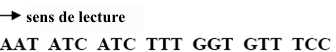 → sens de lecture
AAT ATC ATC TTT GGT GTT TCC